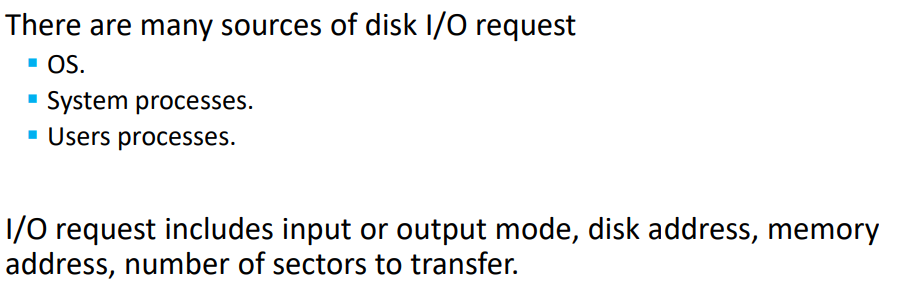 There are many sources of disk I/O request
▪ OS.
▪ System processes.
▪ Users processes.
I/O request includes input or output mode, disk address, memory
address, number of sectors to transfer.